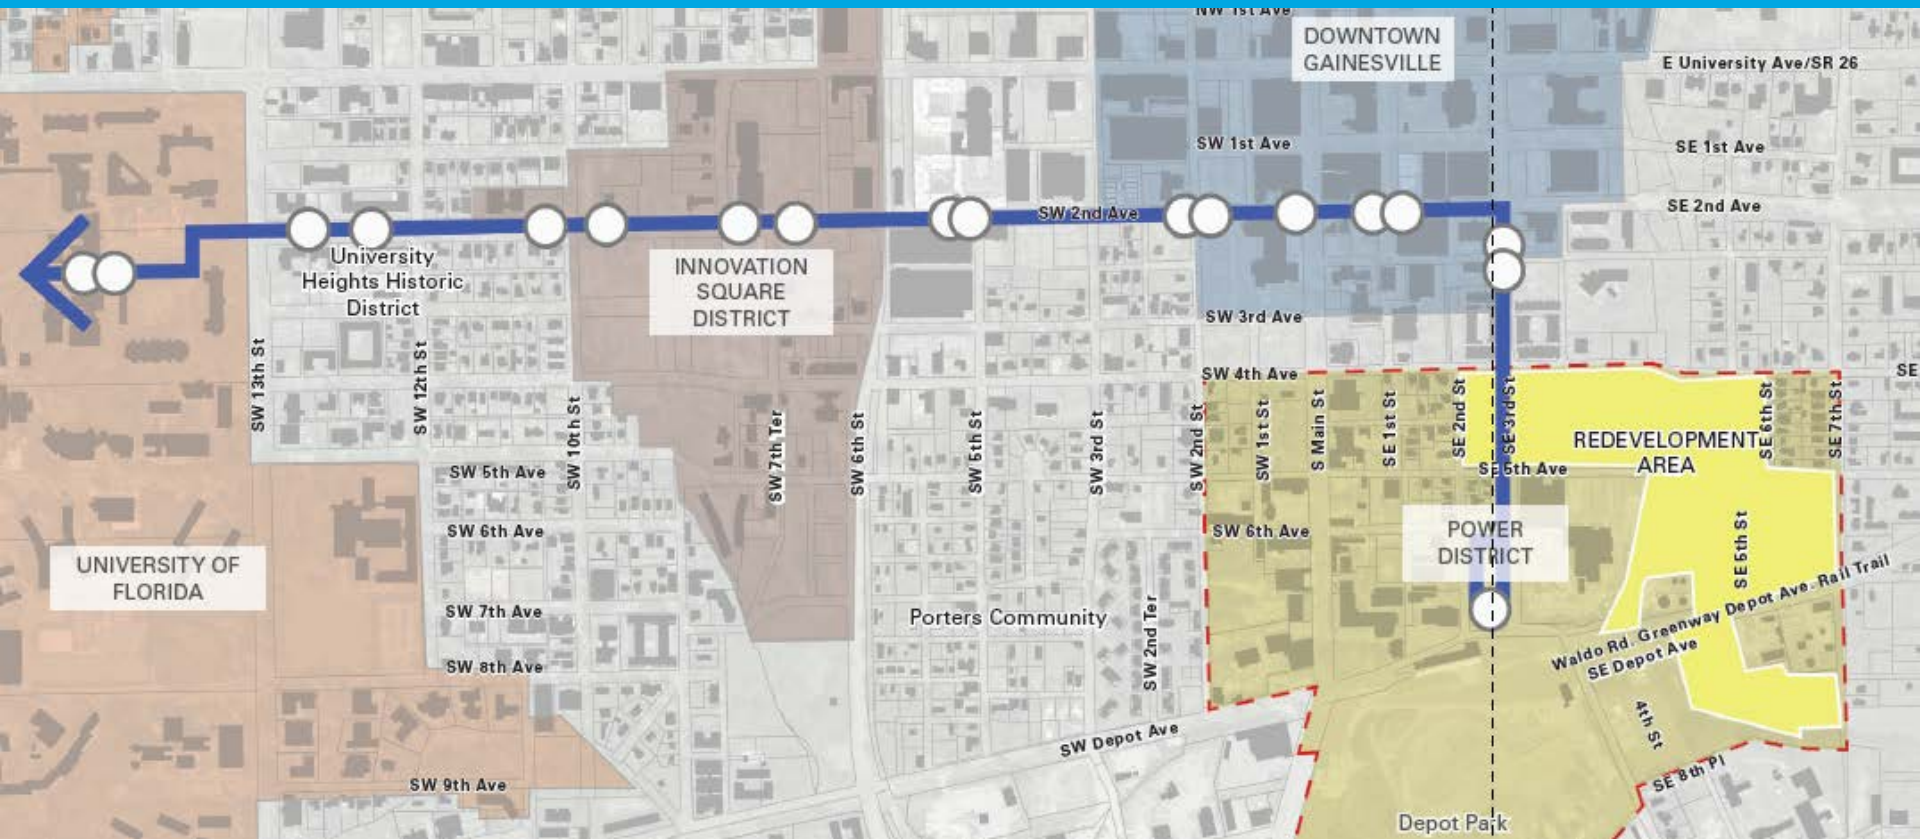 NW 1st Ave
DOWNTOWN
GAINESVILLE
E University Ave/SR 26
SW 1st Ave
SE 1st Ave
SW 2nd Ave
SE 2nd Ave
University
Heights Historic
District
INNOVATION
SQUARE
DISTRICT
SW 3rd Ave
SW 4th Ave
SE
SW 13th St
SW 12th St
SW 10th St
SW 7th Ter
SW 6th St
SW 5th St
SW 3rd St
SW 2nd St
SW 1st St
S Main St
SE 1st St
SE 2nd St
SE 3rd St
SE 6th St
SE 7th St
REDEVELOPMENT
AREA
SW 5th Ave
SE 5th Ave
SW 6th Ave
SW 6th Ave
POWER
DISTRICT
SE 5th St
UNIVERSITY OF
FLORIDA
SW 7th Ave
Porters Community
SW 2nd Ter
Waldo Rd. Greenway Depot Ave. Rail Trail
SE Depot Ave
SW 8th Ave
4th St
SW Depot Ave
SE 8th Pl
SW 9th Ave
Depot Park